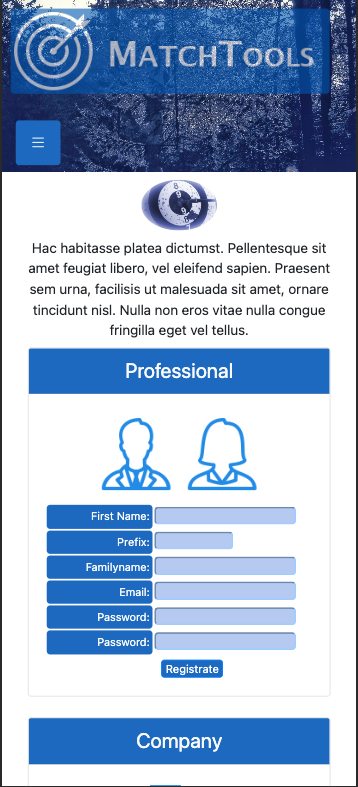 MatchTools
Hac habitasse platea dictumst. Pellentesque sit
amet feugiat libero, vel eleifend sapien. Praesent
sem urna, facilisis ut malesuada sit amet, ornare
tincidunt nisl. Nulla non eros vitae nulla congue
fringilla eget vel tellus.
Professional
First Name:
Prefix:
Familyname:
Email:
Password:
Password:
Registrate
Company